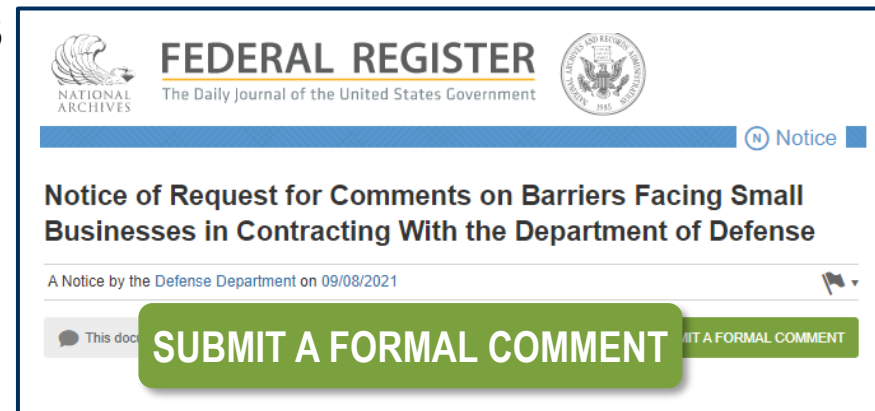 FEDERAL REGISTER
The Daily Journal of the United States Government
NATIONAL
ARCHIVES
1985
N Notice
Notice of Request for Comments on Barriers Facing Small
Businesses in Contracting With the Department of Defense
A Notice by the Defense Department on 09/08/2021
This docu
SUBMIT A FORMAL COMMENT
IT A FORMAL COMMENT